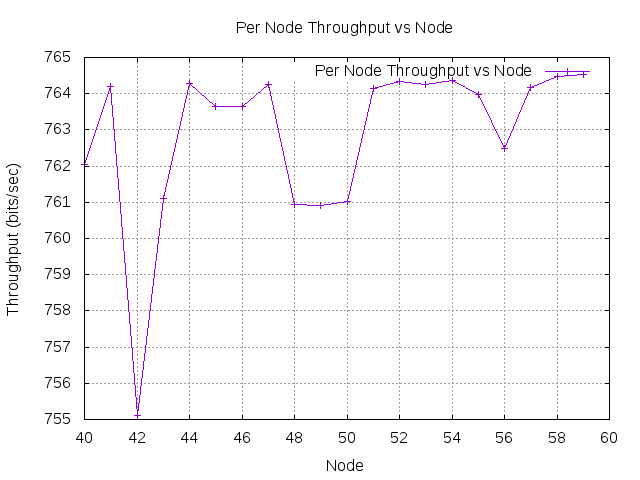 Per Node Throughput vs Node
Per Node Throughput vs Node
765
764
763
762
761
760
759
758
757
756
755
Throughput (bits/sec)
40 42 44 46 48 50 52 54 56 58 60
Node